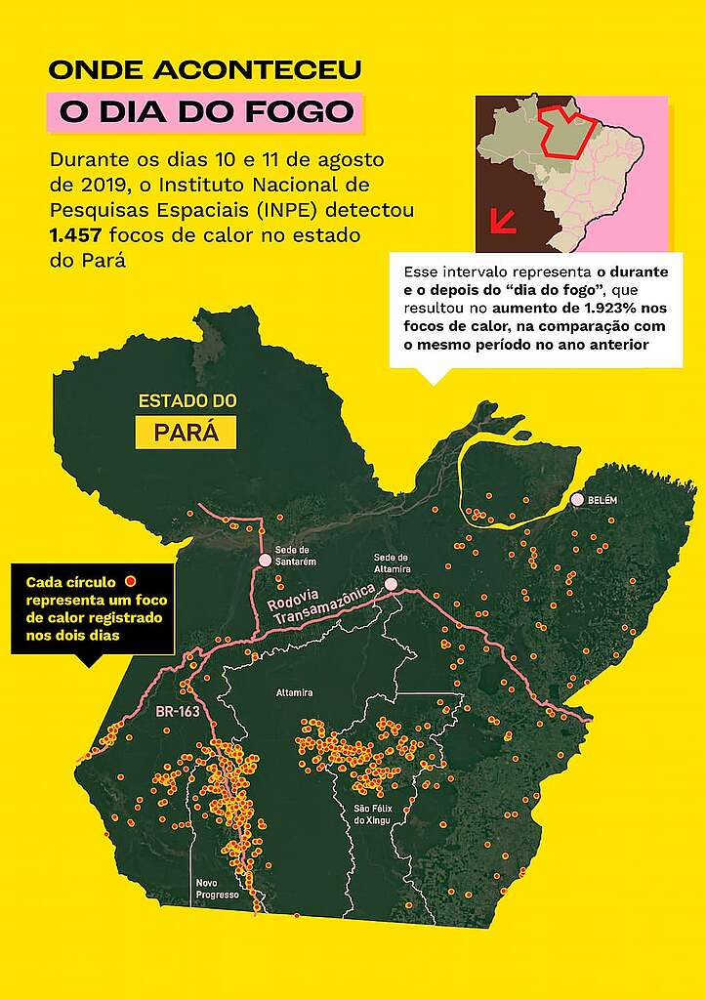 ONDE ACONTECEU
O DIA DO FOGO
Durante os dias 10 e 11 de agosto
de 2019, o Instituto Nacional de
Pesquisas Espaciais (INPE) detectou
1.457 focos de calor no estado
do Pará
Esse intervalo representa o durante
e o depois do “dia do fogo”, que
resultou no aumento de 1.923% nos
focos de calor, na comparação com
o mesmo período no ano anterior
ESTADO DO
PARÁ
BELÉM
Sede de
Santarém
Sede de
Altamira
Cada círculo
representa um foco
de calor registrado
nos dois dias
Rodovia
Transamazônica
Altamira
BR-163
São Félix
do Xingu
Novo
Progresso